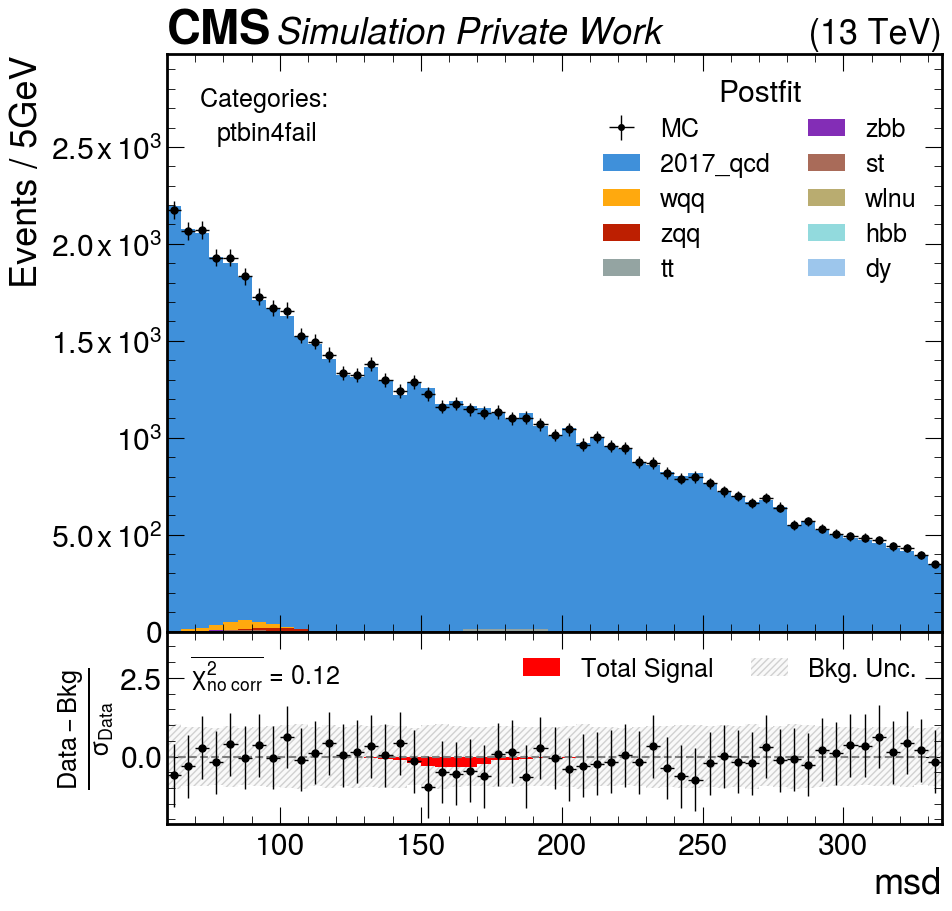 CMS Simulation Private Work (13 TeV)
Events / 5GeV
Categories:
ptbin4fail
Postfit
MC
2017_qcd
wqq
zqq
tt
zbb
st
wlnu
hbb
dy
2.5 x 10³
2.0 x 10³
1.5 x 10³
10³
5.0 x 10²
0
χ²no corr = 0.12
Total Signal
Bkg. Unc.
Data – Bkg
σData
2.5
0.0
100 150 200 250 300
msd